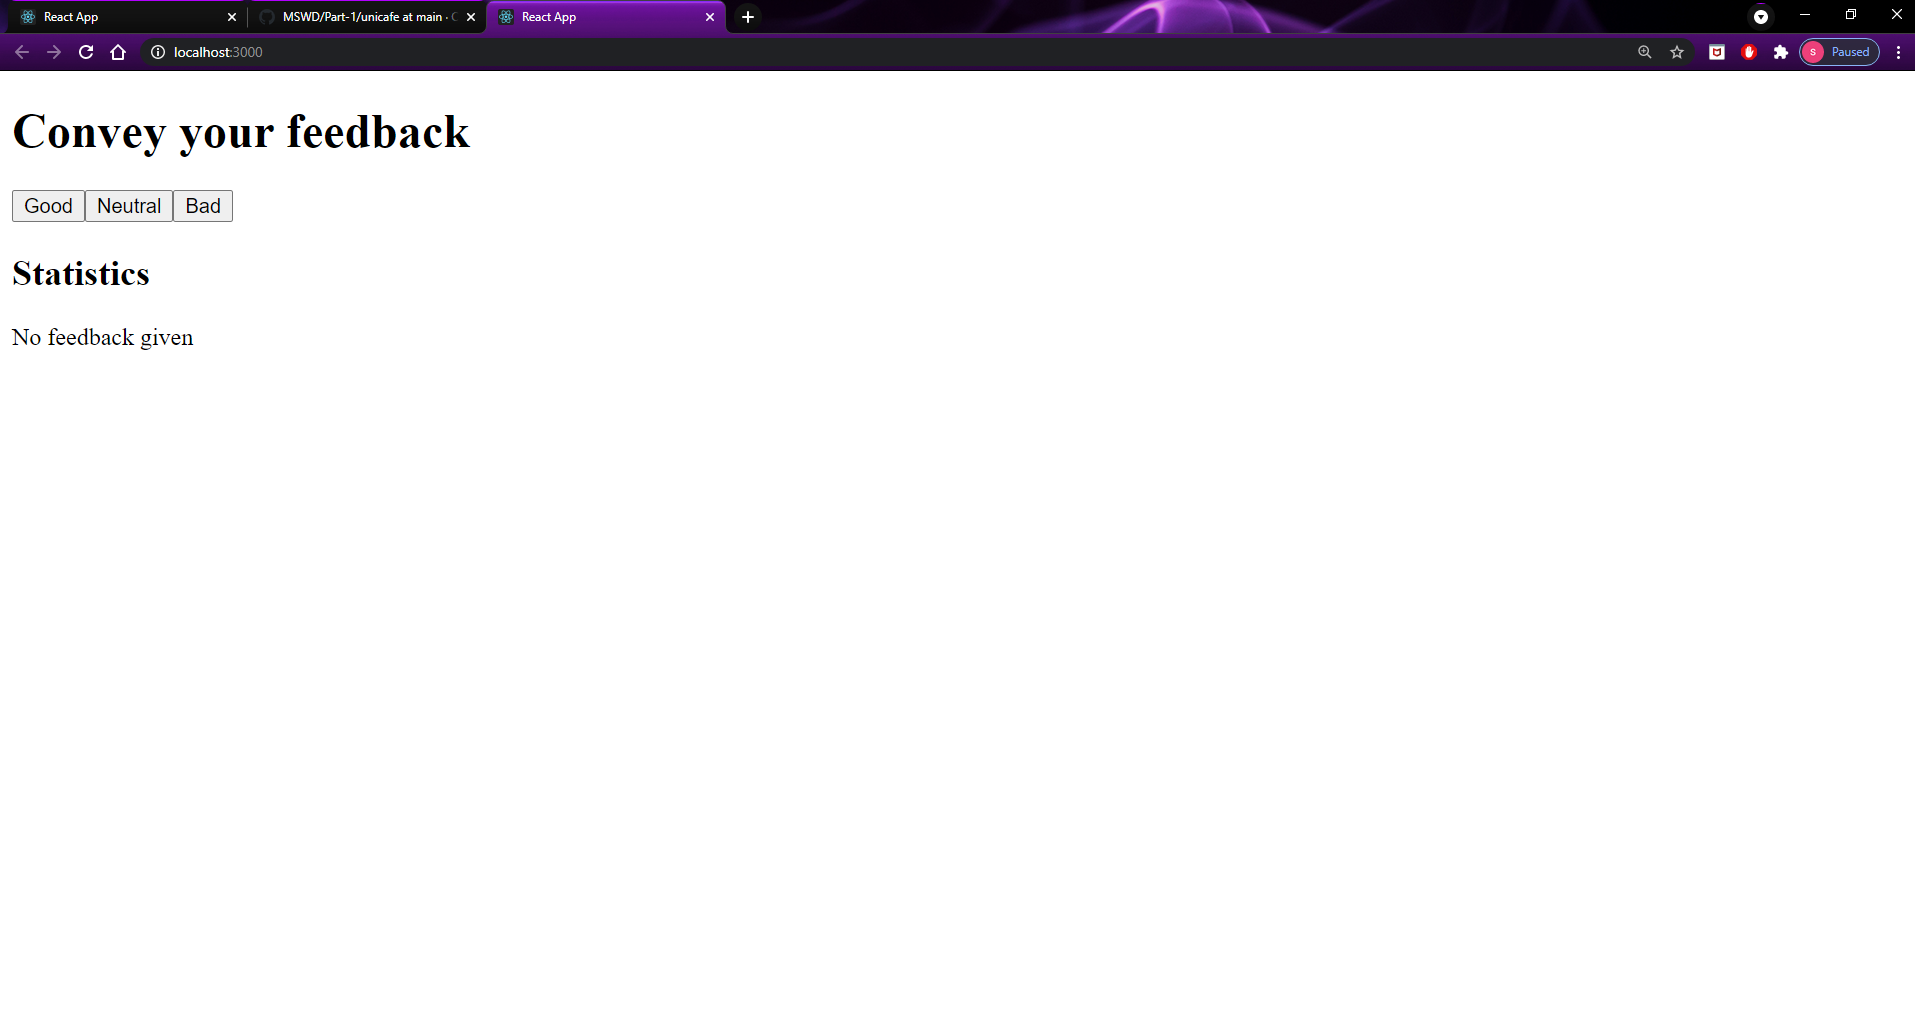 React App
MSWD/Part-1/unicafe at main ·
React App
localhost:3000
S
Paused
Convey your feedback
Good Neutral Bad
Statistics
No feedback given